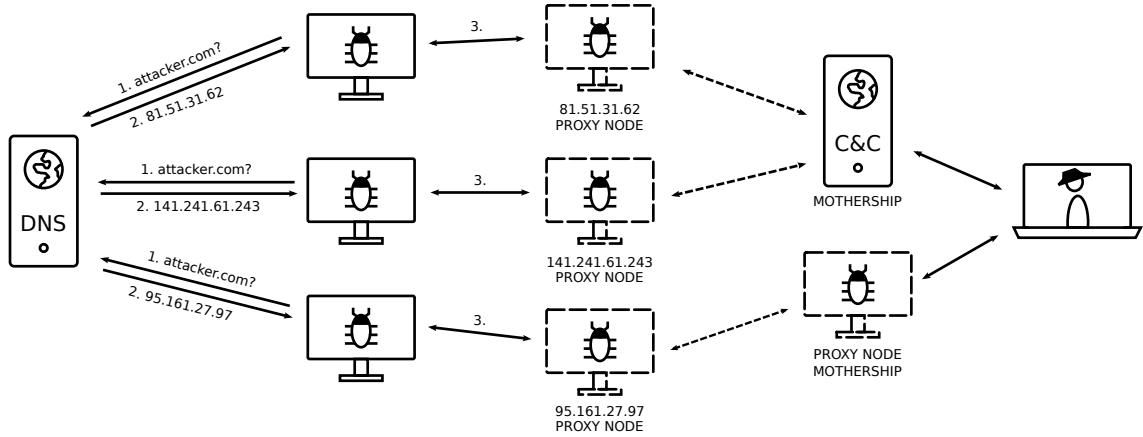 1. attacker.com?
2. 81.51.31.62
3.
81.51.31.62
PROXY NODE
C&C
MOTHERSHIP
DNS
1. attacker.com?
2. 141.241.61.243
3.
141.241.61.243
PROXY NODE
1. attacker.com?
2. 95.161.27.97
3.
95.161.27.97
PROXY NODE
PROXY NODE
MOTHERSHIP